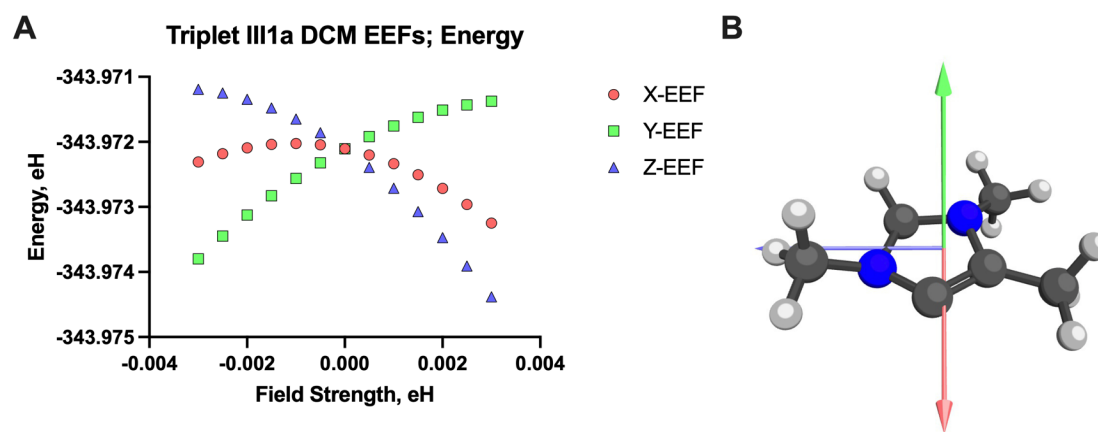 A
Triplet III1a DCM EEFs; Energy
-343.971
-343.972
-343.973
-343.974
-343.975
Energy, eH
-0.004 -0.002 0.000 0.002 0.004
Field Strength, eH
X-EEF
Y-EEF
Z-EEF
B